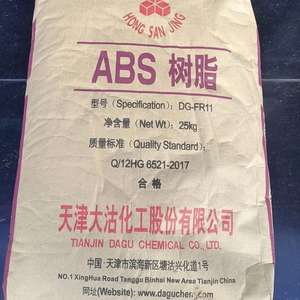 HONG SAN JING
ABS 树脂
型号（Specification）: DG-FR11
净含量（Net Wt）: 25kg
质量标准（Quality Standard）:
Q/12HG 6521-2017
合 格
天津大沽化工股份有限公司
TIANJIN DAGU CHEMICAL CO.,LTD.
中国·天津市滨海新区塘沽兴化道1号
NO.1 XingHua Road Tanggu Binhai New Area Tianjin China
网址(Website): www.daguchem.